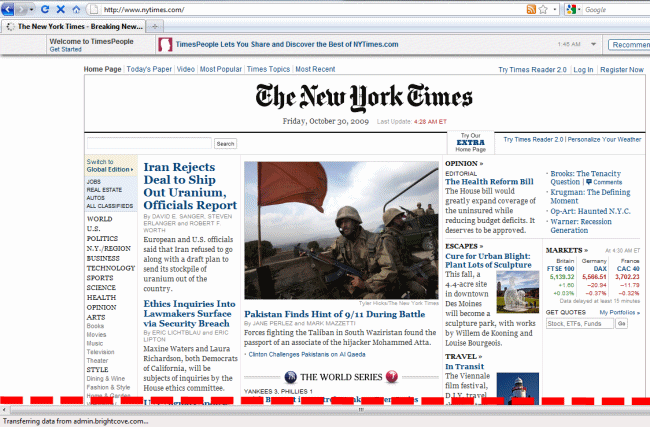 http://www.nytimes.com/
Google
The New York Times - Breaking New...
Welcome to TimesPeople
Get Started
TimesPeople Lets You Share and Discover the Best of NYTimes.com
1:45 AM
Recommen
Home Page
Today's Paper
Video
Most Popular
Times Topics
Most Recent
Try Times Reader 2.0
Log In
Register Now
The New York Times
Friday, October 30, 2009
Last Update: 4:28 AM ET
Search
Try Our
EXTRA
Home Page
Try Times Reader 2.0 | Personalize Your Weather
Switch to
Global Edition
JOBS
REAL ESTATE
AUTOS
ALL CLASSIFIEDS
WORLD
U.S.
POLITICS
N.Y./REGION
BUSINESS
TECHNOLOGY
SPORTS
SCIENCE
HEALTH
OPINION
ARTS
Books
Movies
Music
Television
Theater
STYLE
Dining & Wine
Fashion & Style
Home & Garden
Iran Rejects
Deal to Ship
Out Uranium,
Officials Report
By DAVID E. SANGER, STEVEN
ERLANGER and ROBERT F.
WORTH
European and U.S. officials
said that Iran refused to go
along with a draft plan to
send its stockpile of
uranium out of the
country.
Ethics Inquiries Into
Lawmakers Surface
via Security Breach
By ERIC LICHTBLAU and ERIC
LIPTON
Maxine Waters and Laura
Richardson, both Democrats
of California, will be
subjects of inquiries by the
House ethics committee.
Tyler Hicks/The New York Times
Pakistan Finds Hint of 9/11 During Battle
By JANE PERLEZ and MARK MAZZETTI
Forces fighting the Taliban in South Waziristan found the
passport of an associate of the hijacker Mohammed Atta.
• Clinton Challenges Pakistanis on Al Qaeda
THE WORLD SERIES
YANKEES 3, PHILLIES 1
OPINION »
EDITORIAL
The Health Reform Bill
The House bill would
greatly expand coverage of
the uninsured while
reducing budget deficits. It
deserves to be approved.
• Brooks: The Tenacity
Question | Comments
• Krugman: The Defining
Moment
• Op-Art: Haunted N.Y.C.
• Warner: Recession
Generation
ESCAPES »
Cure for Urban Blight:
Plant Lots of Sculpture
This fall, a
4.4-acre site
in downtown
Des Moines
will become a
sculpture park, with works
by Willem de Kooning and
Louise Bourgeois.
TRAVEL »
In Transit
The Viennale
film festival,
D.I.Y. travel
MARKETS »
At 4:30 AM ET
Britain
Germany
France
FTSE 100
DAX
CAC 40
5,139.32
5,566.51
3,702.23
+1.60
-20.94
-11.79
+0.03%
-0.37%
-0.32%
Data delayed at least 15 minutes
GET QUOTES
My Portfolios »
Stock, ETFs, Funds
Go
Transferring data from admin.brightcove.com...